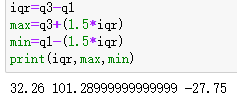 iqr=q3-q1
max=q3+(1.5*iqr)
min=q1-(1.5*iqr)
print(iqr,max,min)
32.26 101.28999999999999 -27.75